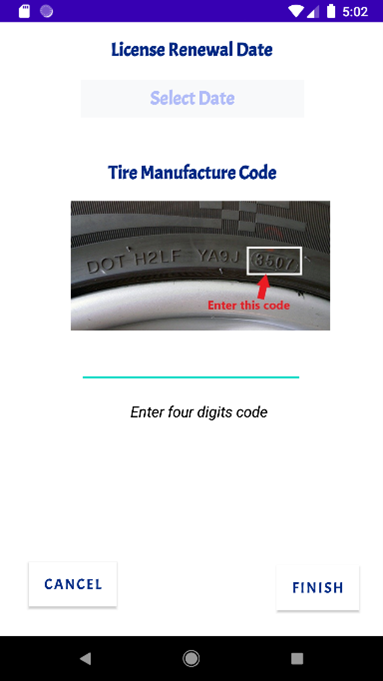 5:02
License Renewal Date
Select Date
Tire Manufacture Code
DOT H2LF YA9J 3507
Enter this code
Enter four digits code
CANCEL
FINISH